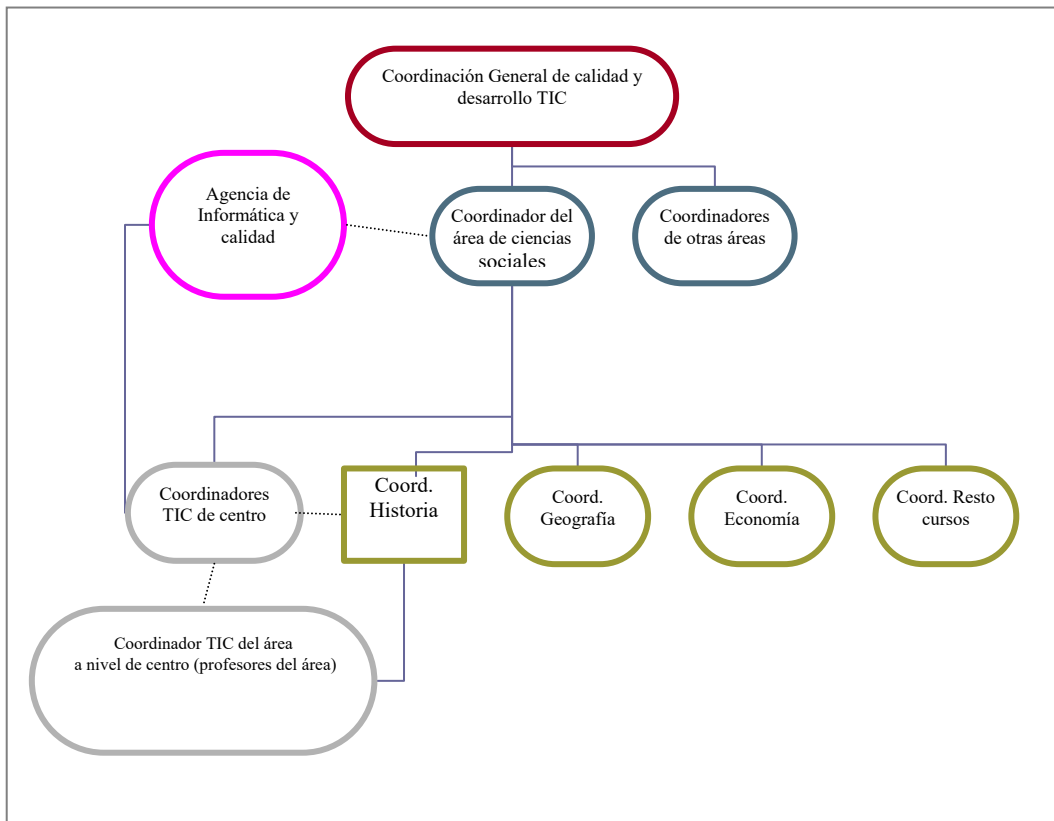 Coordinación General de calidad y
desarrollo TIC
Agencia de
Informática y
calidad
Coordinador del
área de ciencias
sociales
Coordinadores
de otras áreas
Coordinadores
TIC de centro
Coord.
Historia
Coord.
Geografía
Coord.
Economía
Coord. Resto
cursos
Coordinador TIC del área
a nivel de centro (profesores del área)